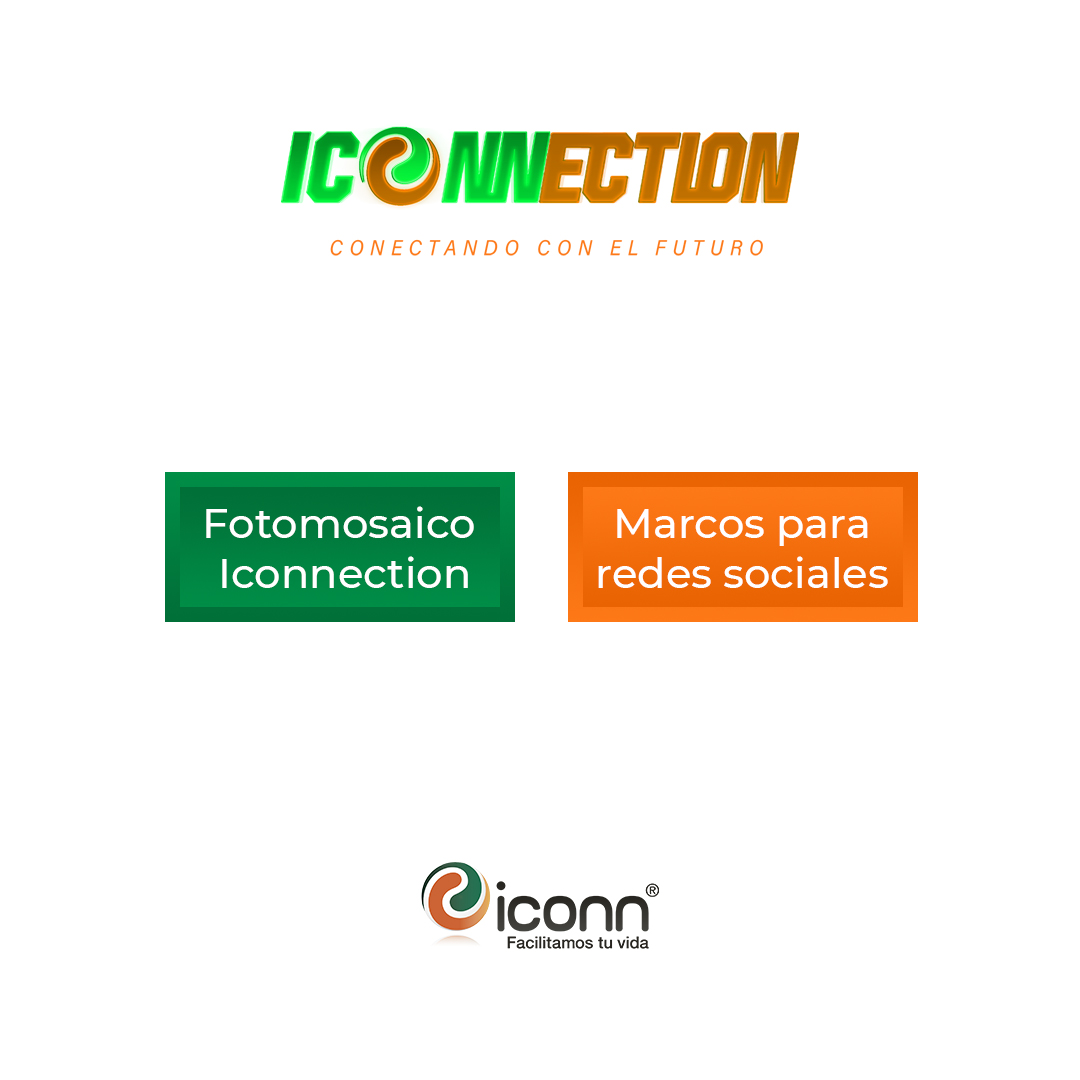 ICONNECTION
CONECTANDO CON EL FUTURO
Fotomosaico
Iconnection
Marcos para
redes sociales
iconn®
Facilitamos tu vida